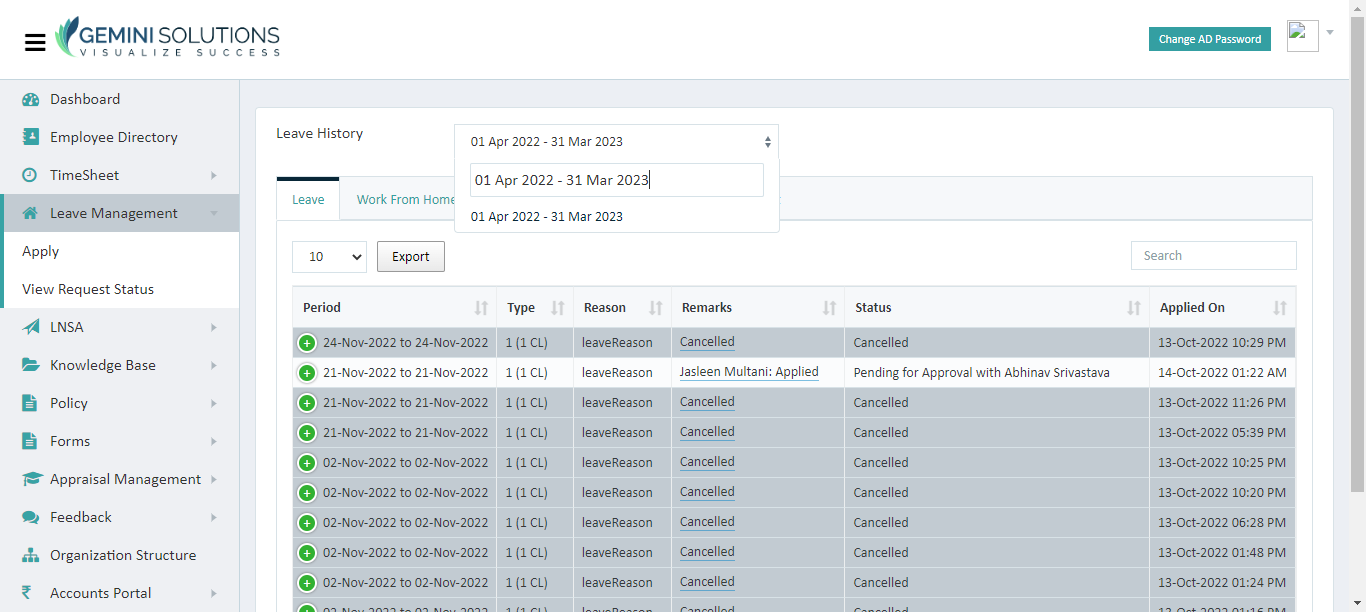 GEMINI SOLUTIONS
VISUALIZE SUCCESS
Change AD Password
Dashboard
Employee Directory
TimeSheet
Leave Management
Apply
View Request Status
LNSA
Knowledge Base
Policy
Forms
Appraisal Management
Feedback
Organization Structure
Accounts Portal
Leave History
01 Apr 2022 - 31 Mar 2023
01 Apr 2022 - 31 Mar 2023
01 Apr 2022 - 31 Mar 2023
Leave Work From Home
10 Export Search
Period Type Reason Remarks Status Applied On
24-Nov-2022 to 24-Nov-2022 1 (1 CL) leaveReason Cancelled Cancelled 13-Oct-2022 10:29 PM
21-Nov-2022 to 21-Nov-2022 1 (1 CL) leaveReason Jasleen Multani: Applied Pending for Approval with Abhinav Srivastava 14-Oct-2022 01:22 AM
21-Nov-2022 to 21-Nov-2022 1 (1 CL) leaveReason Cancelled Cancelled 13-Oct-2022 11:26 PM
21-Nov-2022 to 21-Nov-2022 1 (1 CL) leaveReason Cancelled Cancelled 13-Oct-2022 05:39 PM
02-Nov-2022 to 02-Nov-2022 1 (1 CL) leaveReason Cancelled Cancelled 13-Oct-2022 10:25 PM
02-Nov-2022 to 02-Nov-2022 1 (1 CL) leaveReason Cancelled Cancelled 13-Oct-2022 10:20 PM
02-Nov-2022 to 02-Nov-2022 1 (1 CL) leaveReason Cancelled Cancelled 13-Oct-2022 06:28 PM
02-Nov-2022 to 02-Nov-2022 1 (1 CL) leaveReason Cancelled Cancelled 13-Oct-2022 01:48 PM
02-Nov-2022 to 02-Nov-2022 1 (1 CL) leaveReason Cancelled Cancelled 13-Oct-2022 01:24 PM